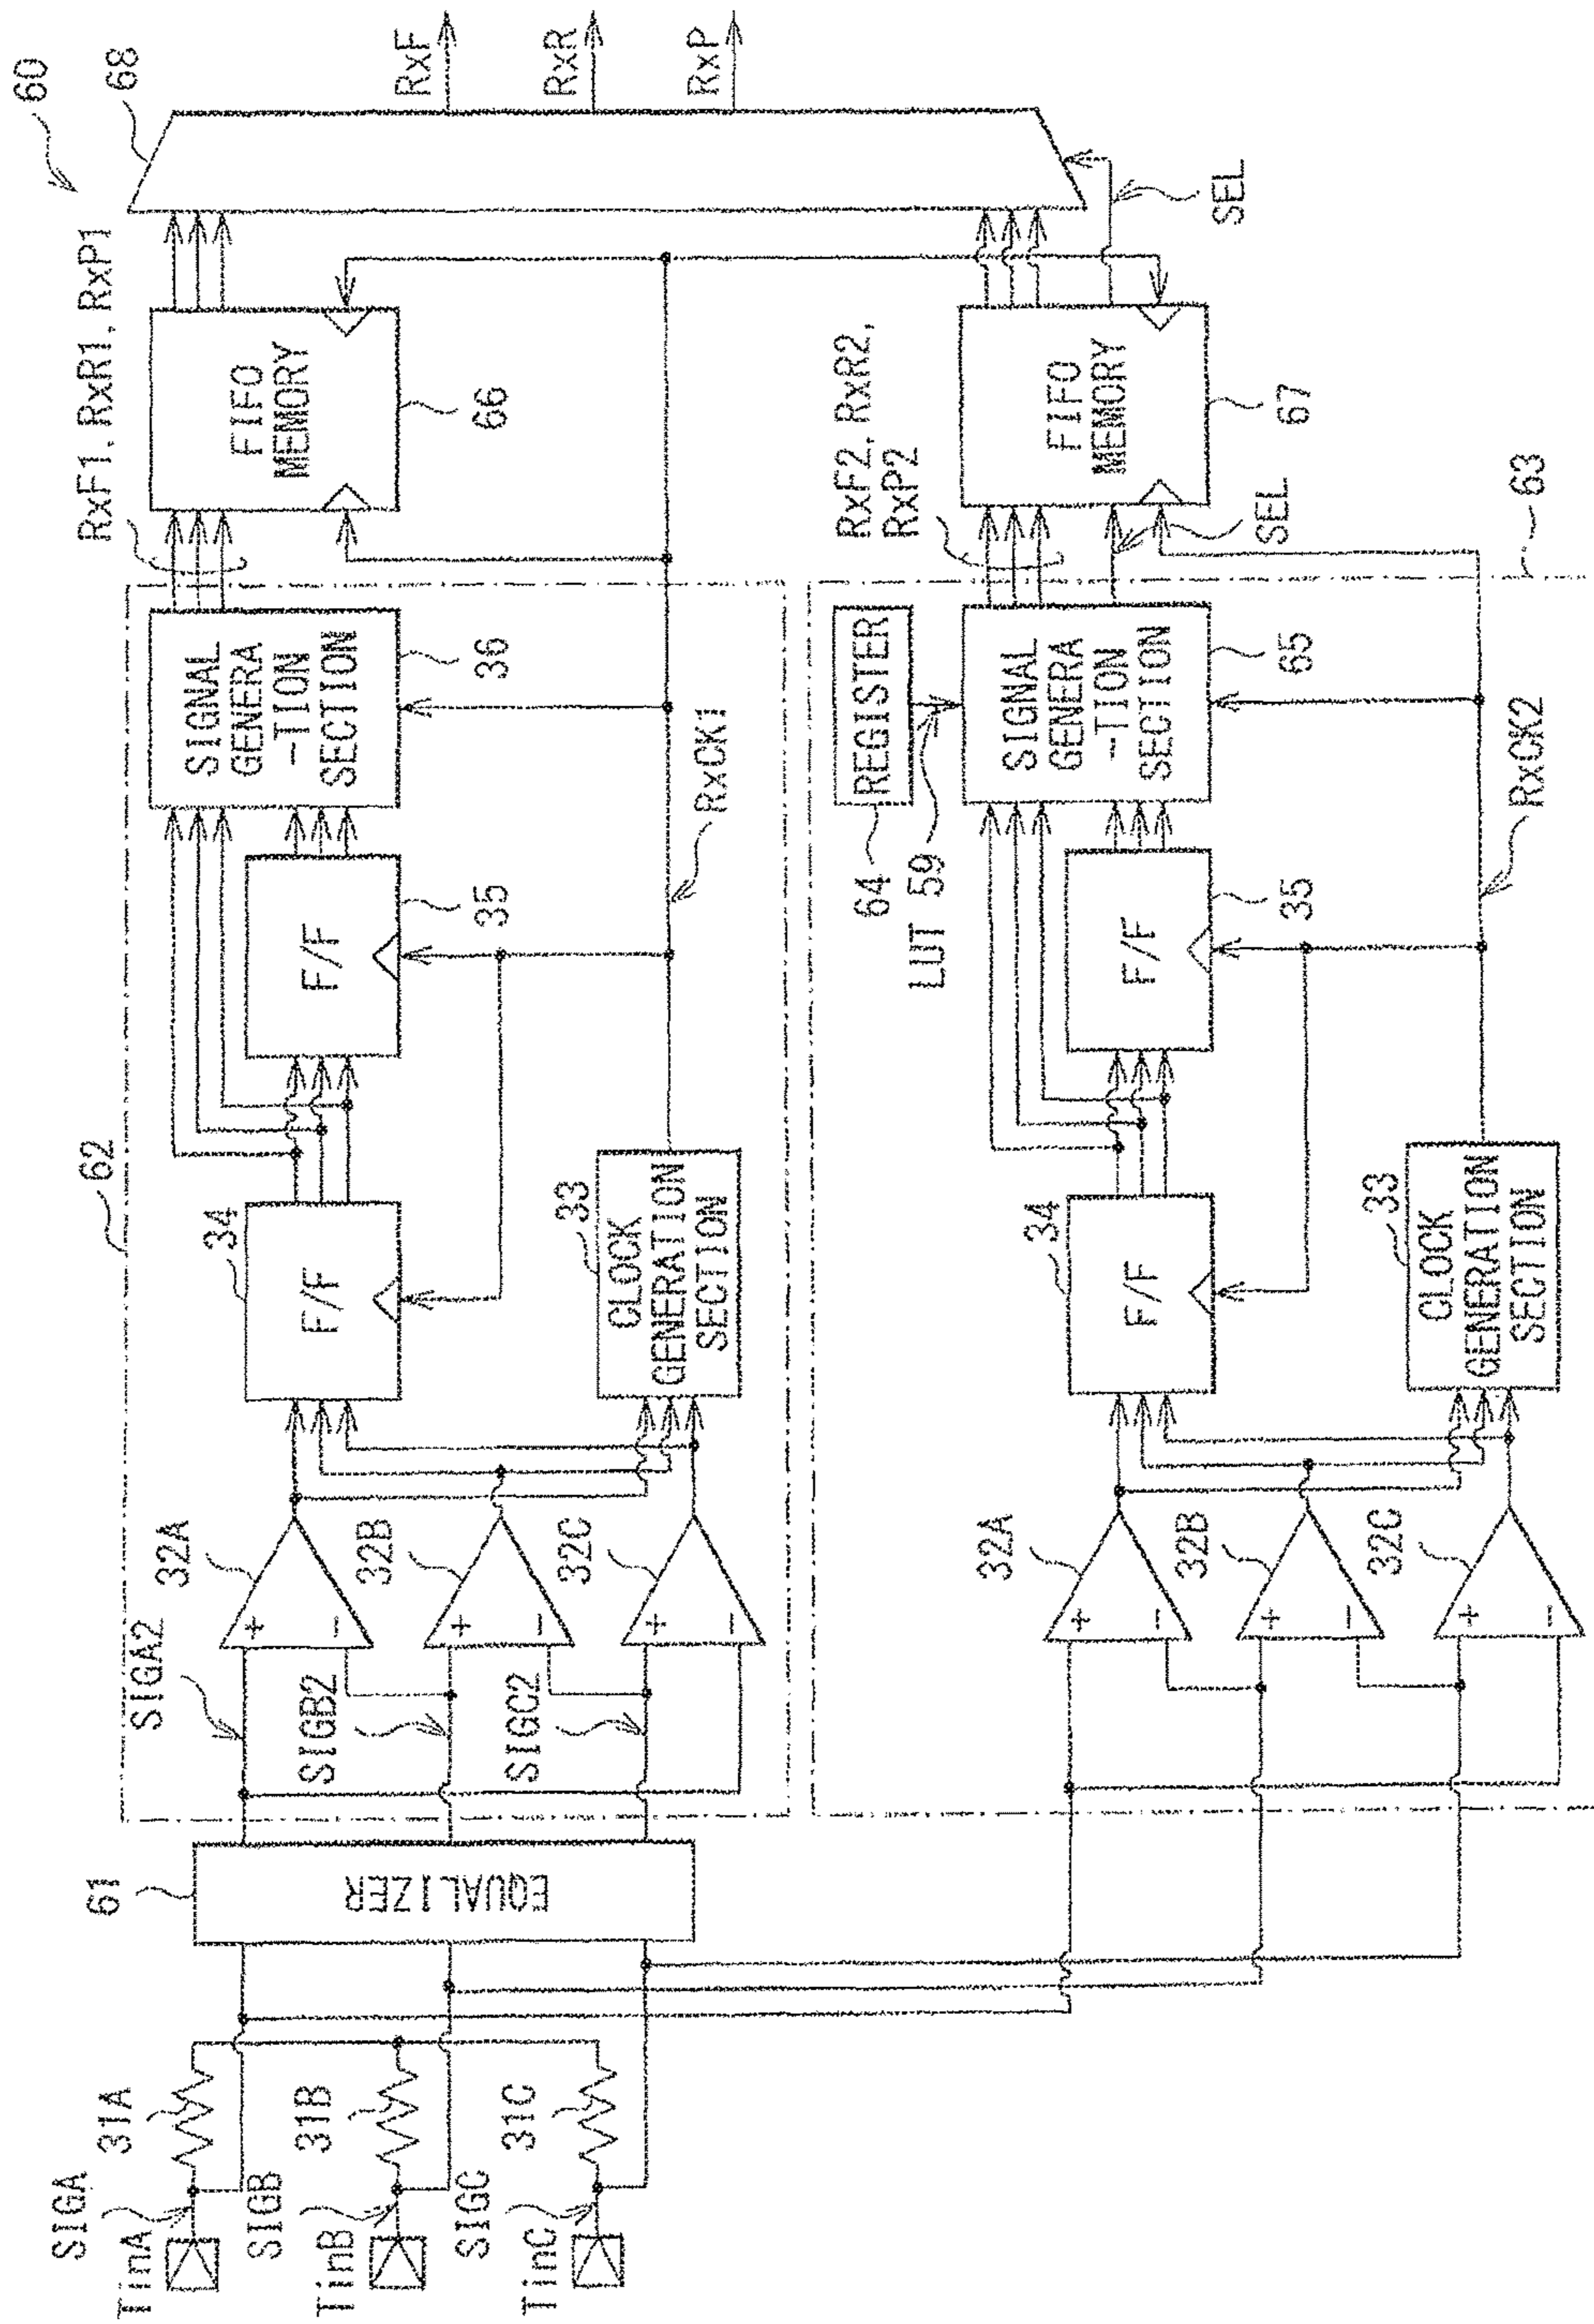 60
68
RxF
RxR
RxP
SEL
RxF1, RxR1, RxP1
FIFO
MEMORY
66
RxF2, RxR2,
RxP2
FIFO
MEMORY
67
SEL
63
62
SIGNAL
GENERA
-TION
SECTION
36
RxCK1
F/F
35
F/F
34
CLOCK
GENERATION
SECTION
33
REGISTER
64
LUT 59
SIGNAL
GENERA
-TION
SECTION
65
RxCK2
F/F
35
F/F
34
CLOCK
GENERATION
SECTION
33
32A
+
-
32B
+
-
32C
+
-
SIGA2
SIGB2
SIGC2
32A
+
-
32B
+
-
32C
+
-
61
EQUALIZER
31A
31B
31C
SIGA
TinA
SIGB
TinB
SIGC
TinC